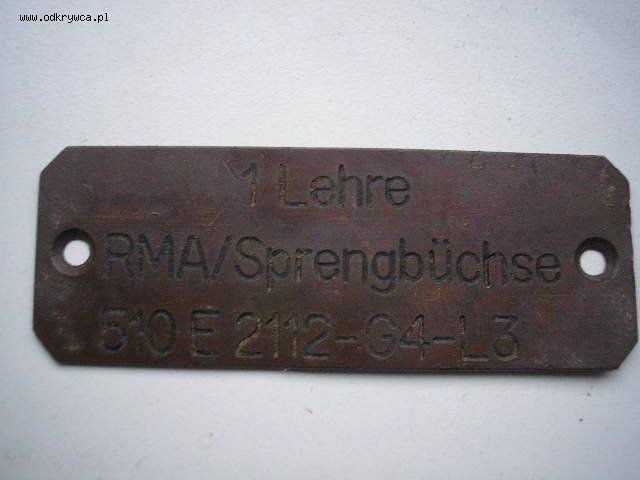 www.odkrywca.pl
1 Lehre
RMA/Sprengbüchse
510 E 2112-G4-L3